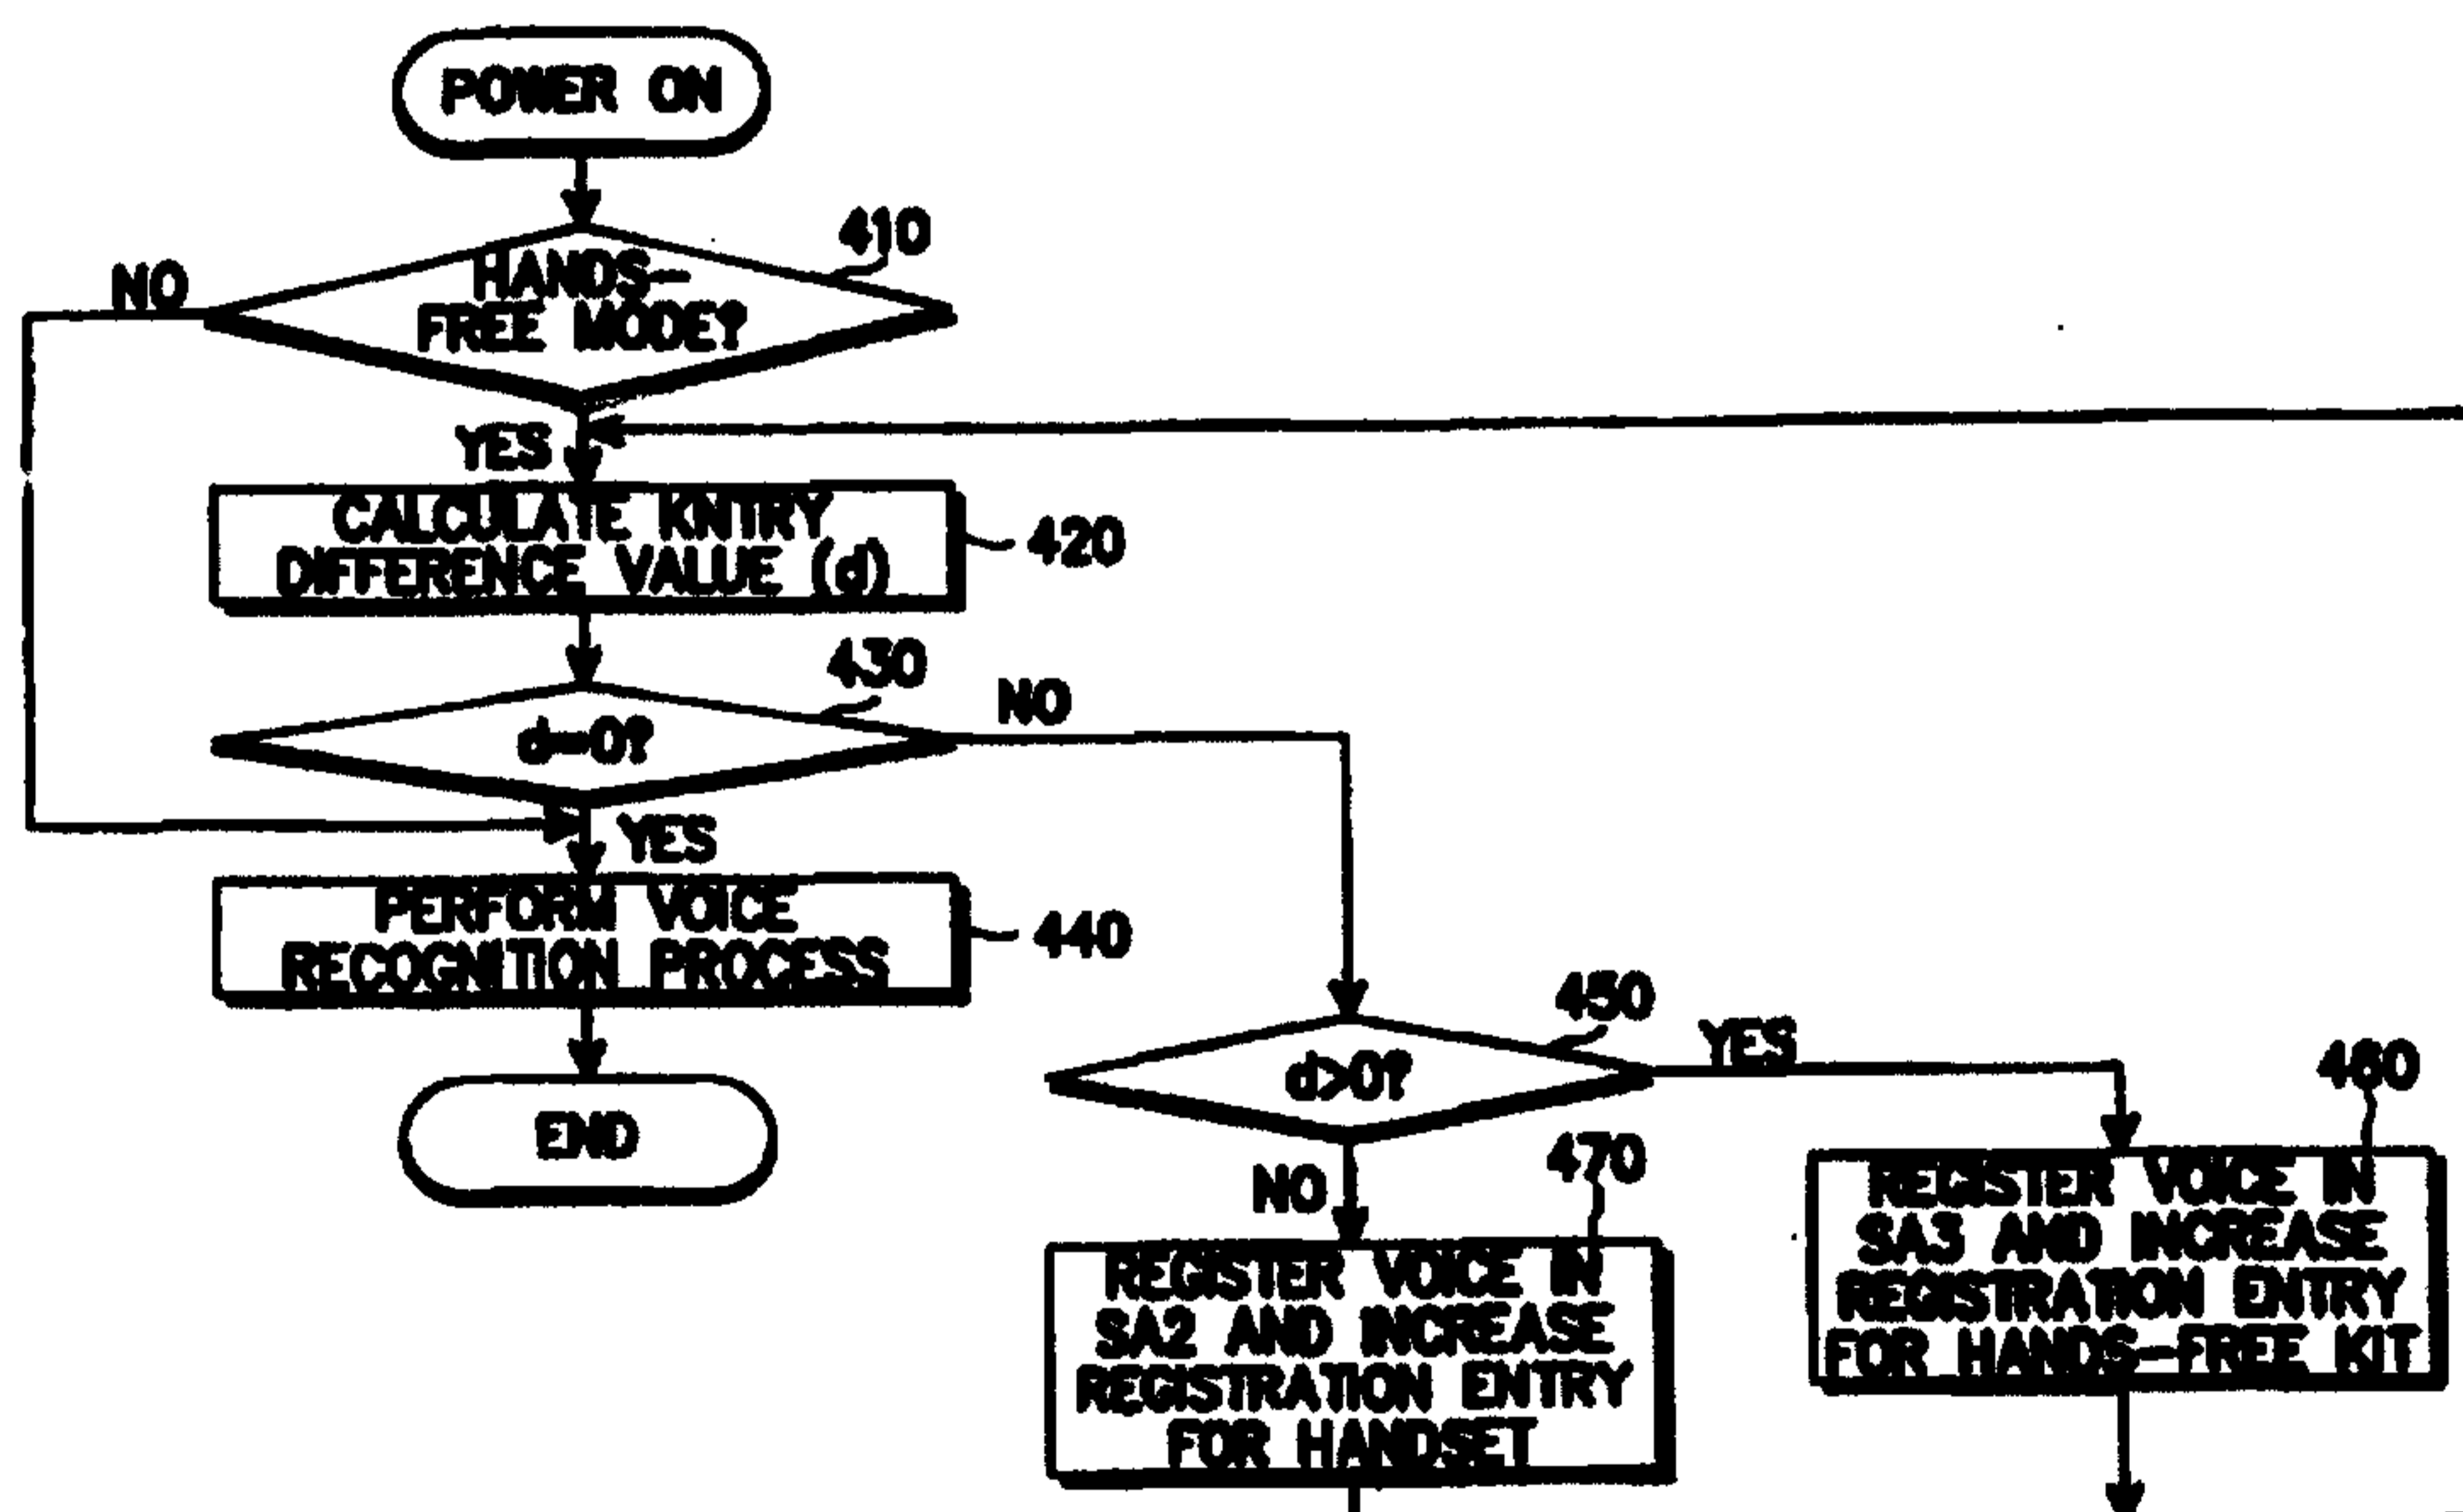 POWER ON
410
HANDS-
FREE MODE?
NO
YES
CALCULATE KNTRY
DIFFERENCE VALUE (d)
420
430
d=0?
NO
YES
PERFORM VOICE
RECOGNITION PROCESS
440
END
450
d>0?
YES
NO
460
REGISTER VOICE IN
SA3 AND INCREASE
REGISTRATION ENTRY
FOR HANDS-FREE KIT
470
REGISTER VOICE IN
SA2 AND INCREASE
REGISTRATION ENTRY
FOR HANDSET